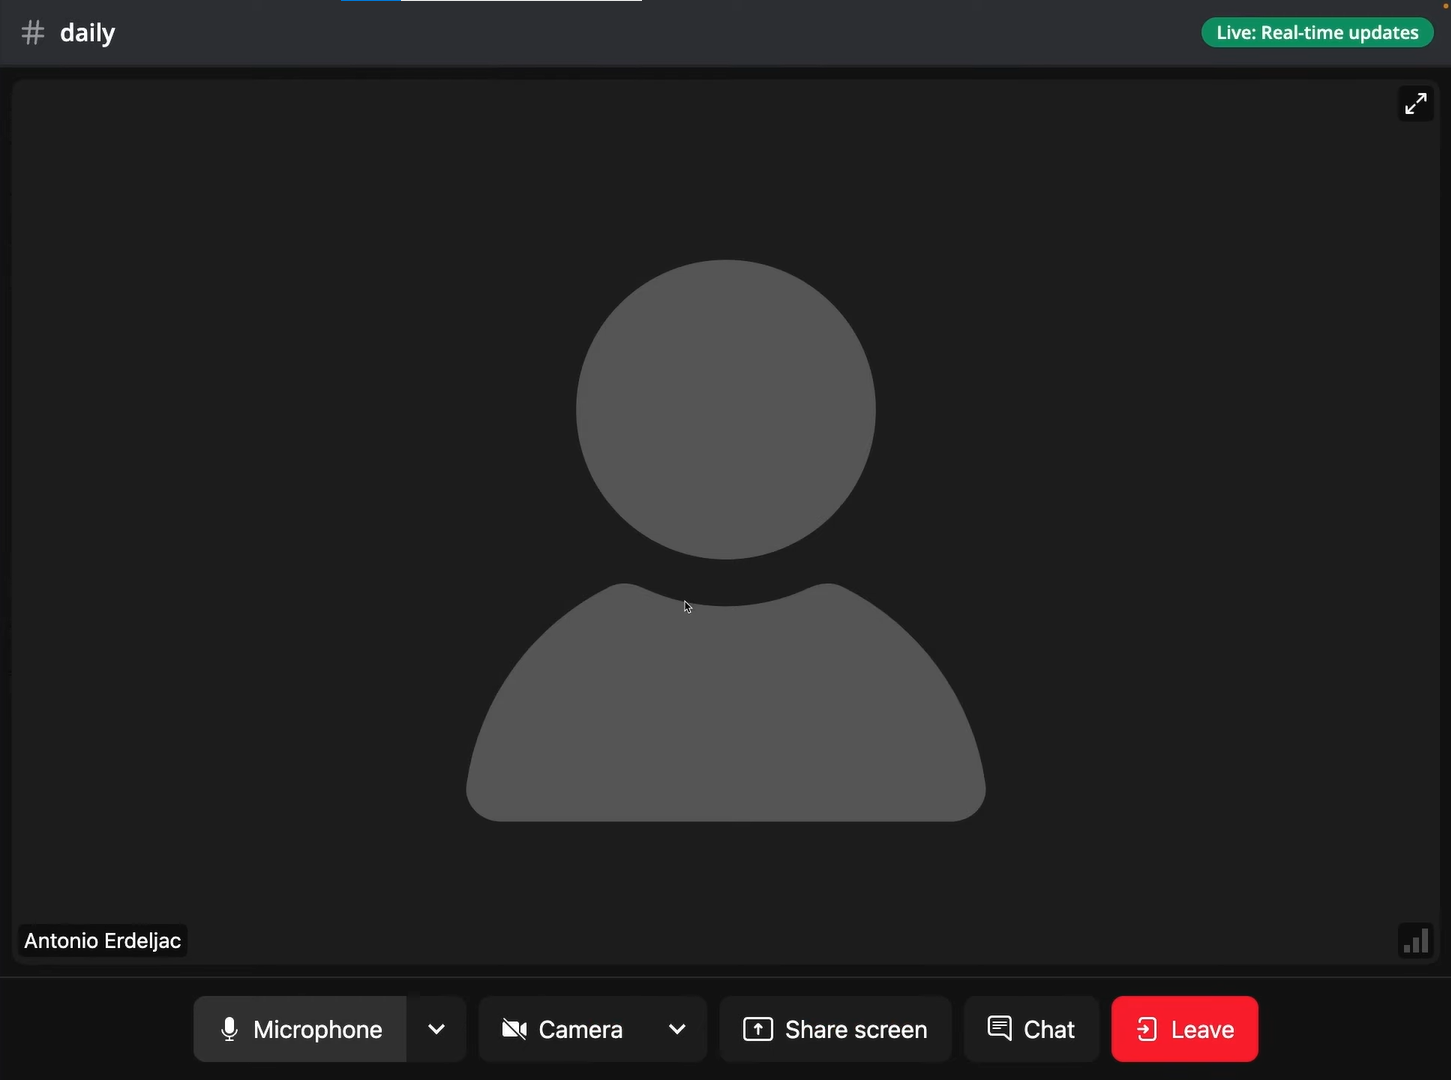 # daily
Live: Real-time updates
Antonio Erdeljac
Microphone
Camera
Share screen
Chat
Leave